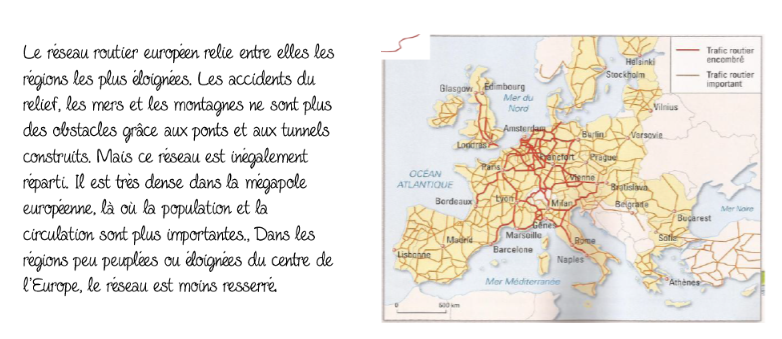 Le réseau routier européen relie entre elles les
régions les plus éloignées. Les accidents du
relief, les mers et les montagnes ne sont plus
des obstacles grâce aux ponts et aux tunnels
construits. Mais ce réseau est inégalement
réparti. Il est très dense dans la mégapole
européenne, là où la population et la
circulation sont plus importantes., Dans les
régions peu peuplées ou éloignées du centre de
l'Europe, le réseau est moins resserré.
Trafic routier
encombré
Trafic routier
important
Helsinki
Stockholm
Glasgow
Édimbourg
Mer du
Nord
Vilnius
Amsterdam
Berlin
Varsovie
Londres
Francfort
Prague
Paris
OCÉAN
ATLANTIQUE
Vienne
Bratislava
Lyon
Milan
Belgrade
Mer Noire
Bordeaux
Bucarest
Gênes
Marseille
Sofia
Madrid
Barcelone
Rome
Lisbonne
Naples
Mer Méditerranée
Athènes
0
600 km